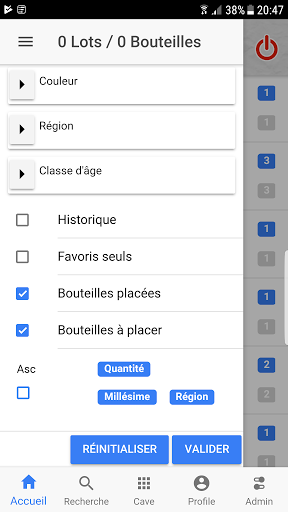 38% 20:47
0 Lots / 0 Bouteilles
Couleur
1
1
Région
3
3
Classe d'âge
Historique
1
1
Favoris seuls
Bouteilles placées
1
1
Bouteilles à placer
Asc
Quantité
2
2
Millésime
Région
RÉINITIALISER
VALIDER
1
Accueil
Recherche
Cave
Profile
Admin